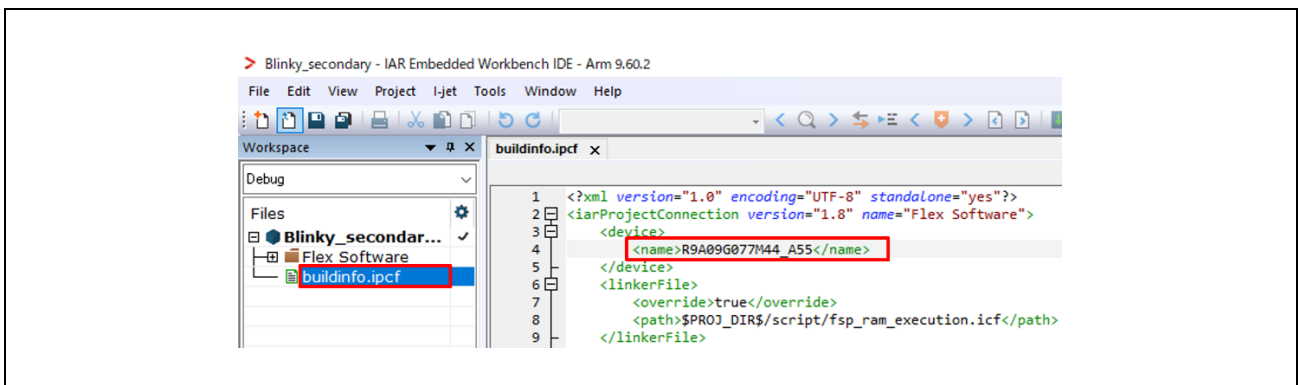 Blinky_secondary - IAR Embedded Workbench IDE - Arm 9.60.2
File Edit View Project I-jet Tools Window Help
Workspace
Debug
Files
Blinky_secondar...
Flex Software
buildinfo.ipcf
buildinfo.ipcf
1 <?xml version="1.0" encoding="UTF-8" standalone="yes"?>
2 <iarProjectConnection version="1.8" name="Flex Software">
3 <device>
4 <name>R9A09G077M44_A55</name>
5 </device>
6 <linkerFile>
7 <override>true</override>
8 <path>$PROJ_DIR$/script/fsp_ram_execution.icf</path>
9 </linkerFile>